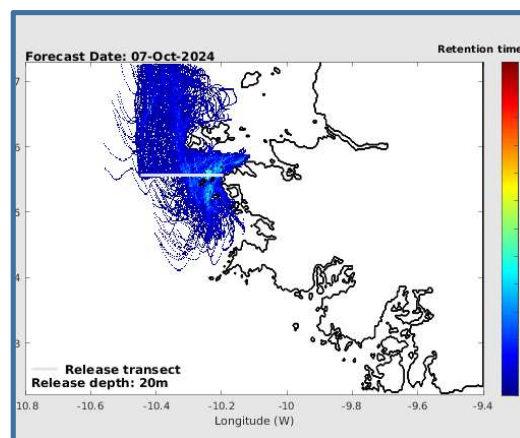 Retention time
Forecast Date: 07-Oct-2024
7
6
5
4
3
Release transect
Release depth: 20m
10.8 -10.6 -10.4 -10.2 -10 -9.8 -9.6 -9.4
Longitude (W)